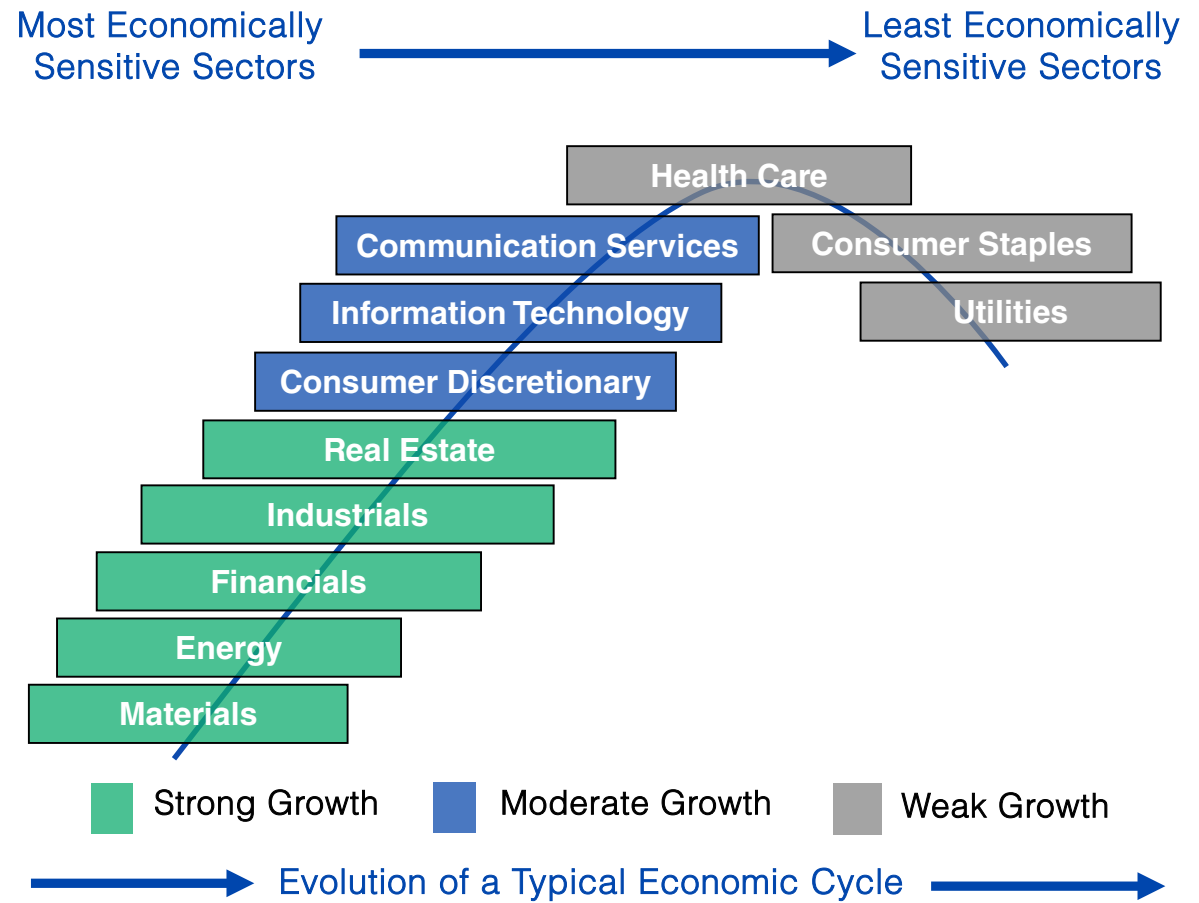 Most Economically
Sensitive Sectors
Least Economically
Sensitive Sectors
Health Care
Communication Services
Consumer Staples
Information Technology
Utilities
Consumer Discretionary
Real Estate
Industrials
Financials
Energy
Materials
Strong Growth
Moderate Growth
Weak Growth
Evolution of a Typical Economic Cycle